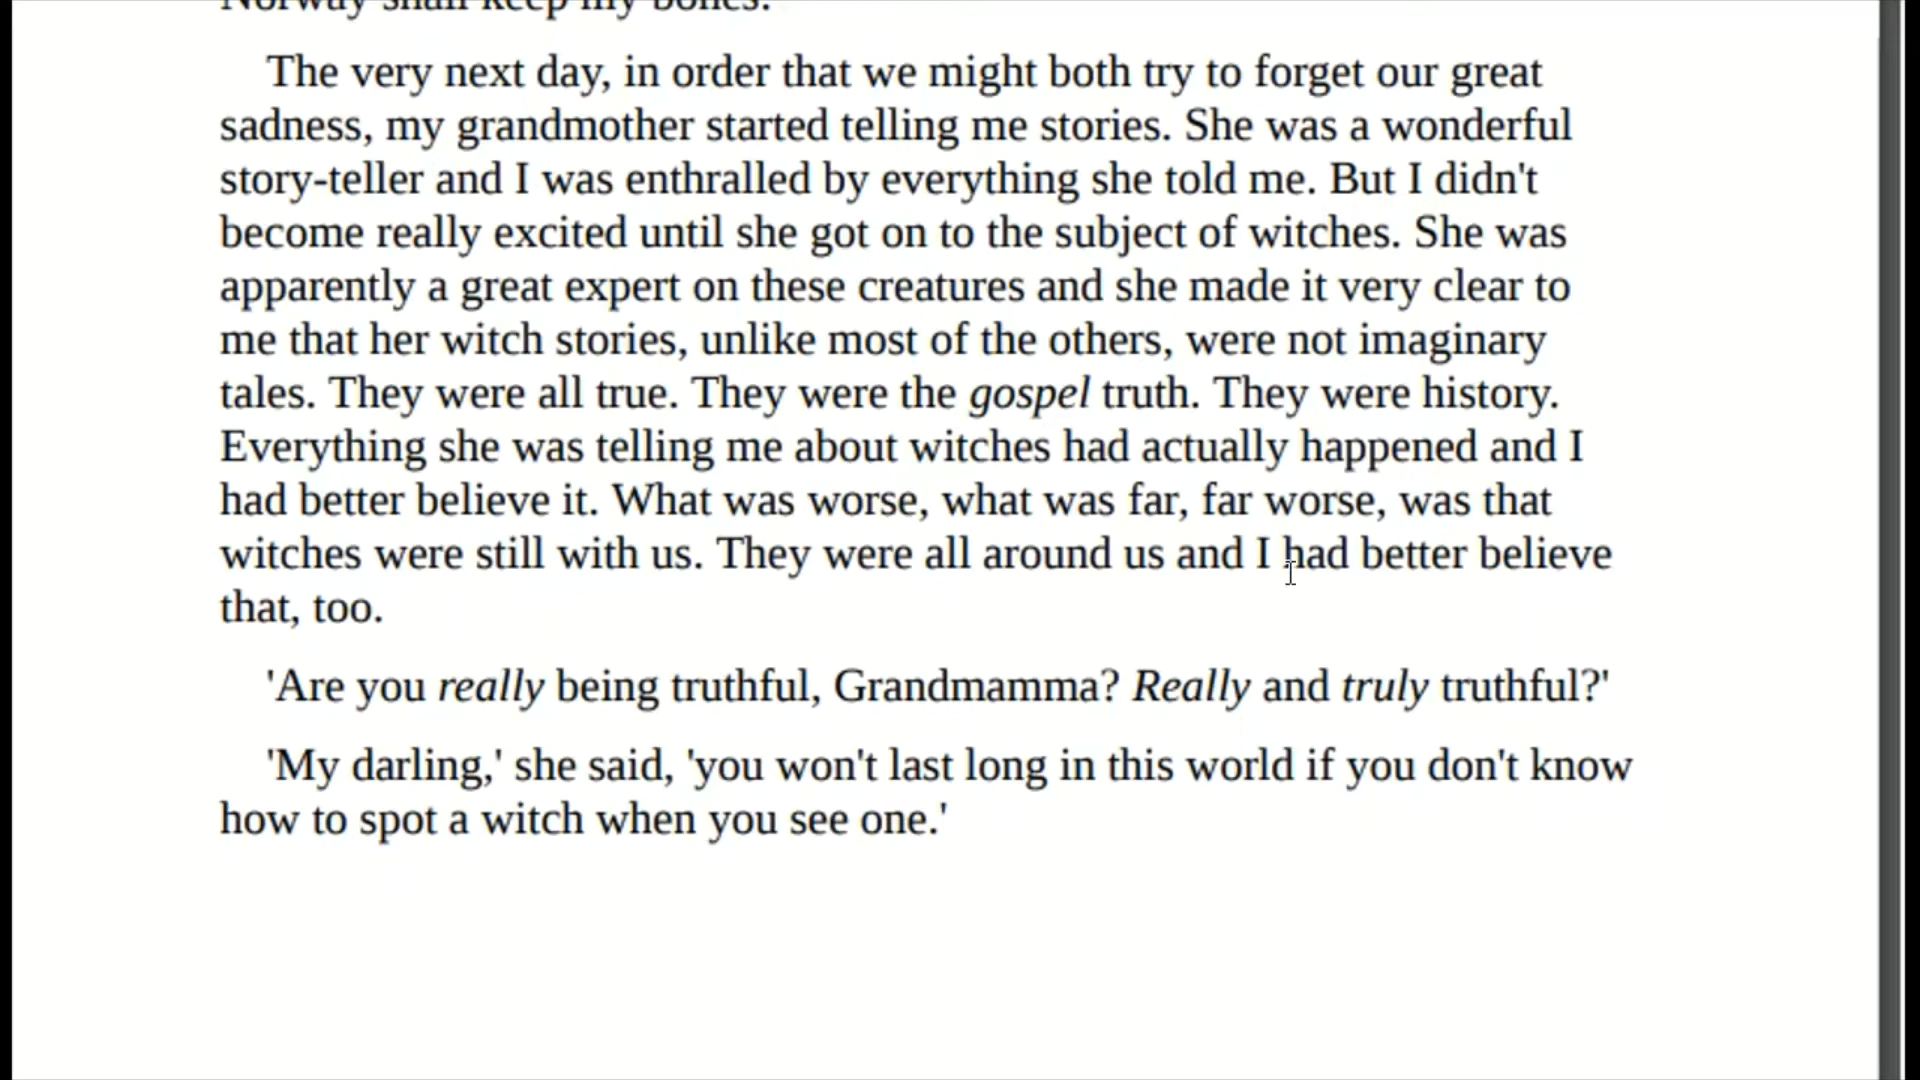 Norway shall keep my bones.'
The very next day, in order that we might both try to forget our great
sadness, my grandmother started telling me stories. She was a wonderful
story-teller and I was enthralled by everything she told me. But I didn't
become really excited until she got on to the subject of witches. She was
apparently a great expert on these creatures and she made it very clear to
me that her witch stories, unlike most of the others, were not imaginary
tales. They were all true. They were the gospel truth. They were history.
Everything she was telling me about witches had actually happened and I
had better believe it. What was worse, what was far, far worse, was that
witches were still with us. They were all around us and I had better believe
that, too.
'Are you really being truthful, Grandmamma? Really and truly truthful?'
'My darling,' she said, 'you won't last long in this world if you don't know
how to spot a witch when you see one.'